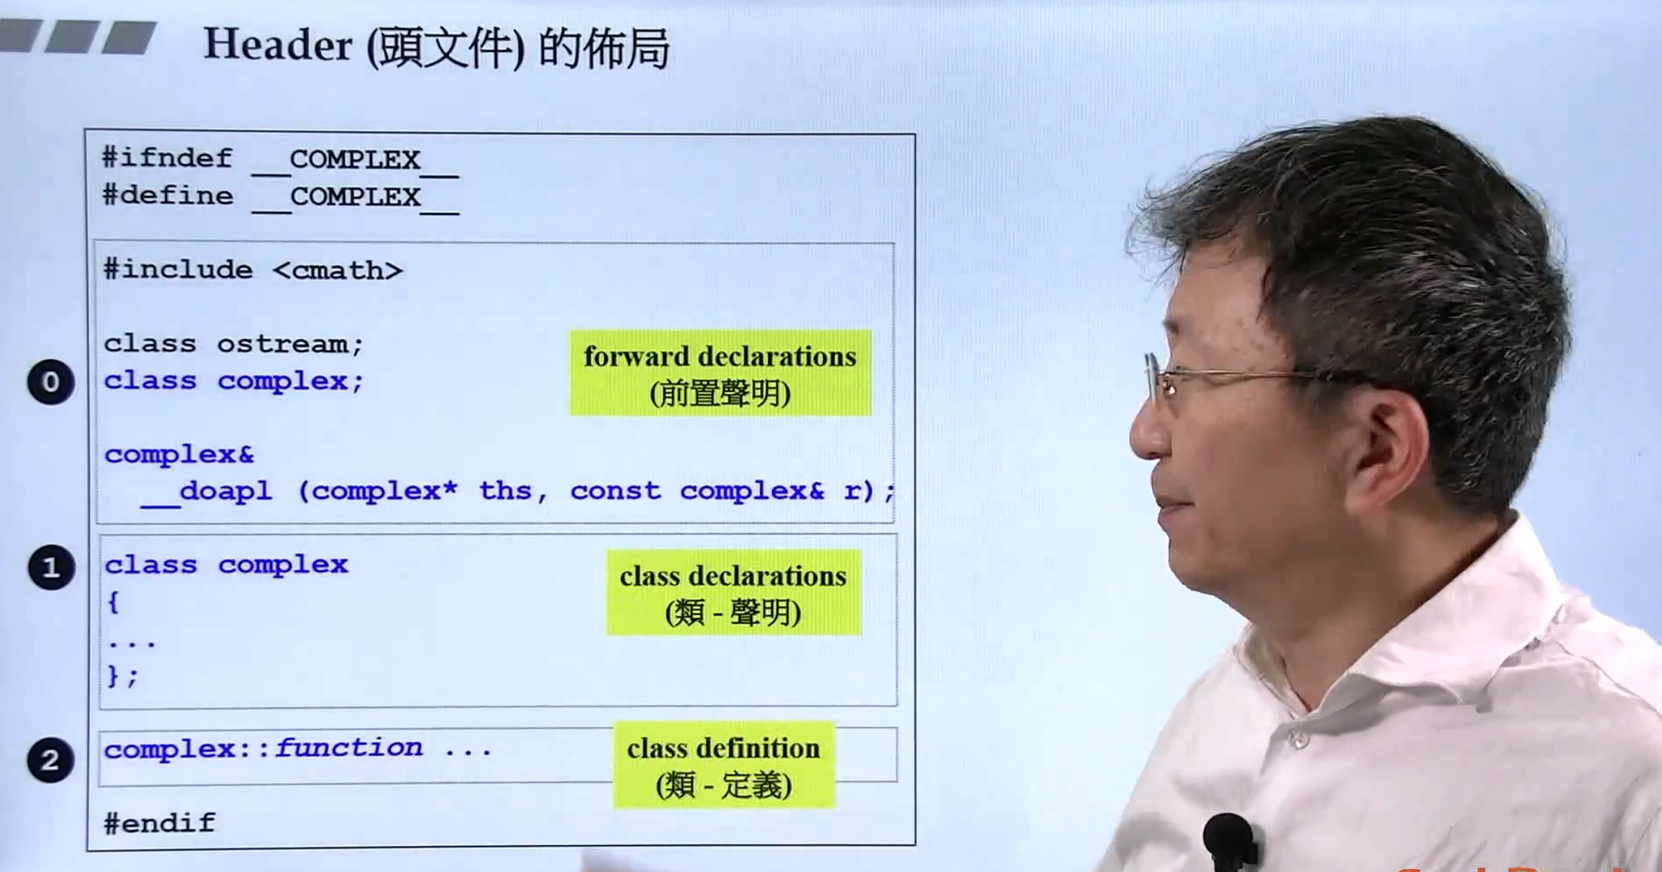 Header (頭文件) 的佈局
#ifndef __COMPLEX__
#define __COMPLEX__
#include <cmath>
class ostream;
class complex;
forward declarations
(前置聲明)
0
complex&
__doapl (complex* ths, const complex& r);
1
class complex
{
...
};
class declarations
(類 - 聲明)
2
complex::function ...
class definition
(類 - 定義)
#endif